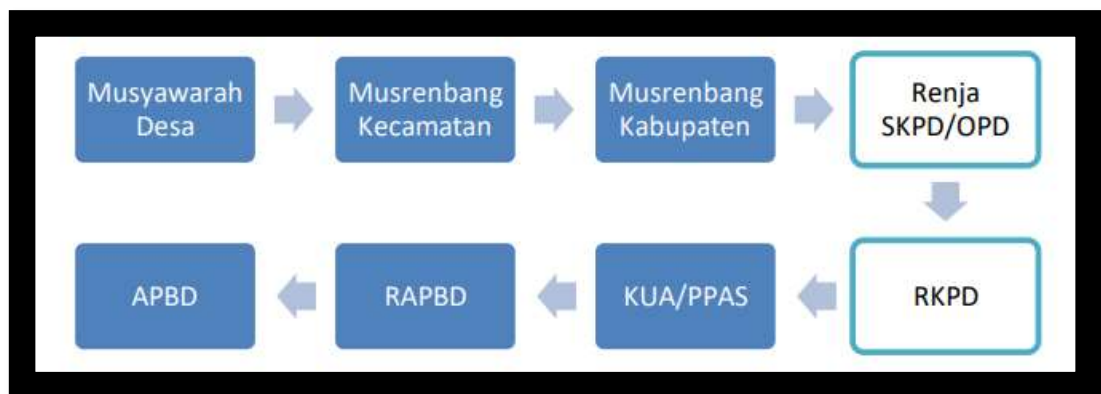 Musyawarah
Desa
Musrenbang
Kecamatan
Musrenbang
Kabupaten
Renja
SKPD/OPD
RKPD
KUA/PPAS
RAPBD
APBD